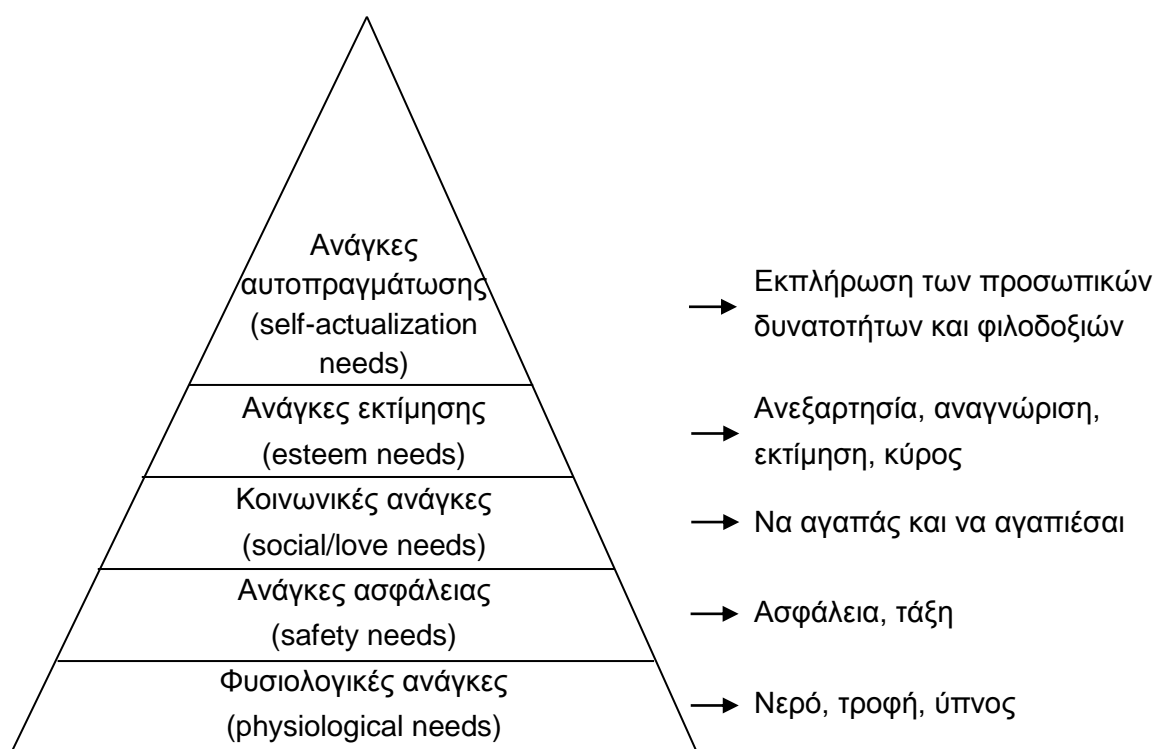 Ανάγκες
αυτοπραγμάτωσης
(self-actualization
needs)
Εκπλήρωση των προσωπικών
δυνατοτήτων και φιλοδοξιών
Ανάγκες εκτίμησης
(esteem needs)
Ανεξαρτησία, αναγνώριση,
εκτίμηση, κύρος
Κοινωνικές ανάγκες
(social/love needs)
Να αγαπάς και να αγαπιέσαι
Ανάγκες ασφάλειας
(safety needs)
Ασφάλεια, τάξη
Φυσιολογικές ανάγκες
(physiological needs)
Νερό, τροφή, ύπνος